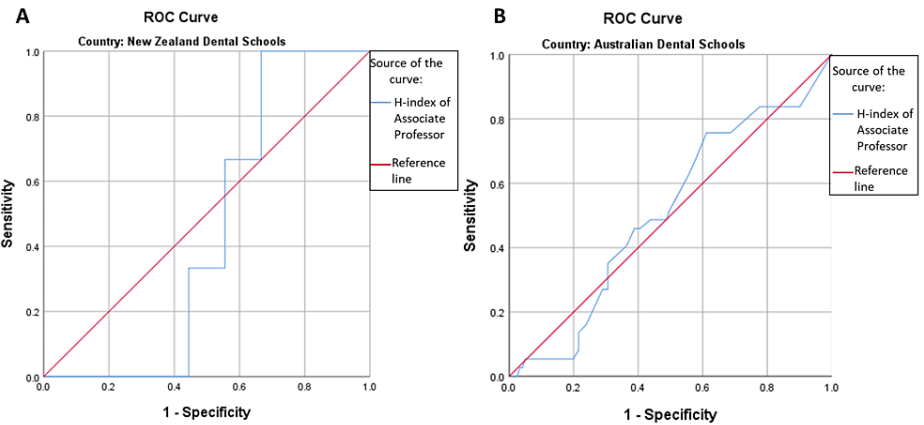 A
ROC Curve
Country: New Zealand Dental Schools
1.0
0.8
0.6
0.4
0.2
0.0
0.0
0.2
0.4
0.6
0.8
1.0
Sensitivity
1 - Specificity
Source of the
curve:
H-index of
Associate
Professor
Reference
line
B
ROC Curve
Country: Australian Dental Schools
1.0
0.8
0.6
0.4
0.2
0.0
0.0
0.2
0.4
0.6
0.8
1.0
Sensitivity
1 - Specificity
Source of the
curve:
H-index of
Associate
Professor
Reference
line